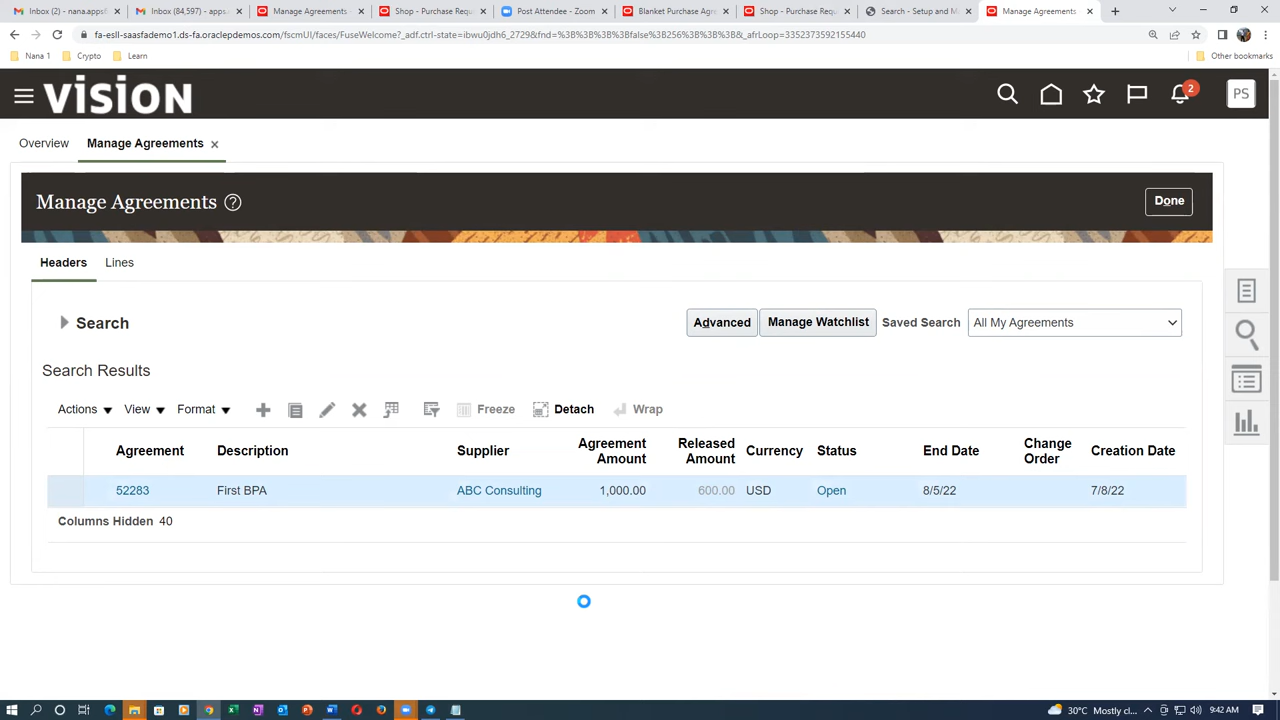 Inbox (2) - nana.apps8
Inbox (84,597) - apps.
Manage Agreements
Shop - Purchase Requ
Post Attendee - Zoom
Blanket Purchase Agre
Shop - Purchase Requ
Search - Setup and Ma
Manage Agreements
fa-esll-saasfademo1.ds-fa.oraclepdemos.com/fscmUI/faces/FuseWelcome?_adf.ctrl-state=ibwu0jdh6_2729&fnd=%3B%3B%3B%3Bfalse%3B256%3B%3B%3B&_afrLoop=3352373592155440
Nana 1
Crypto
Learn
Other bookmarks
VISION
2
PS
Overview
Manage Agreements
Manage Agreements ?
Done
Headers
Lines
Search
Advanced
Manage Watchlist
Saved Search
All My Agreements
Search Results
Actions
View
Format
Freeze
Detach
Wrap
Agreement Description Supplier Agreement Amount Released Amount Currency Status End Date Change Order Creation Date
52283 First BPA ABC Consulting 1,000.00 600.00 USD Open 8/5/22 7/8/22
Columns Hidden 40
30°C Mostly cl...
9:42 AM